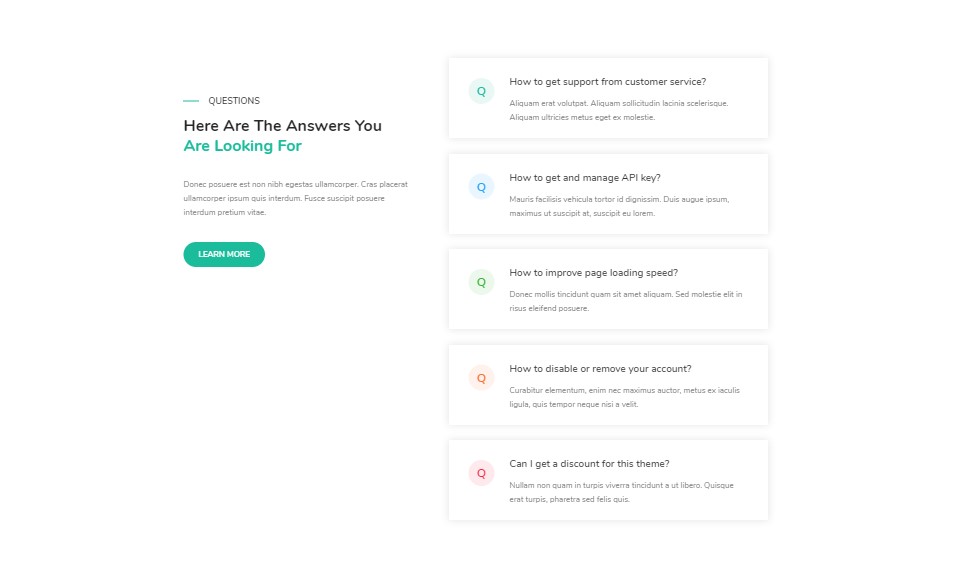 QUESTIONS
Here Are The Answers You
Are Looking For
Donec posuere est non nibh egestas ullamcorper. Cras placerat
ullamcorper ipsum quis interdum. Fusce suscipit posuere
interdum pretium vitae.
LEARN MORE
Q
How to get support from customer service?
Aliquam erat volutpat. Aliquam sollicitudin lacinia scelerisque.
Aliquam ultricies metus eget ex molestie.
Q
How to get and manage API key?
Mauris facilisis vehicula tortor id dignissim. Duis augue ipsum,
maximus ut suscipit at, suscipit eu lorem.
Q
How to improve page loading speed?
Donec mollis tincidunt quam sit amet aliquam. Sed molestie elit in
risus eleifend posuere.
Q
How to disable or remove your account?
Curabitur elementum, enim nec maximus auctor, metus ex iaculis
ligula, quis tempor neque nisi a velit.
Q
Can I get a discount for this theme?
Nullam non quam in turpis viverra tincidunt a ut libero. Quisque
erat turpis, pharetra sed felis quis.